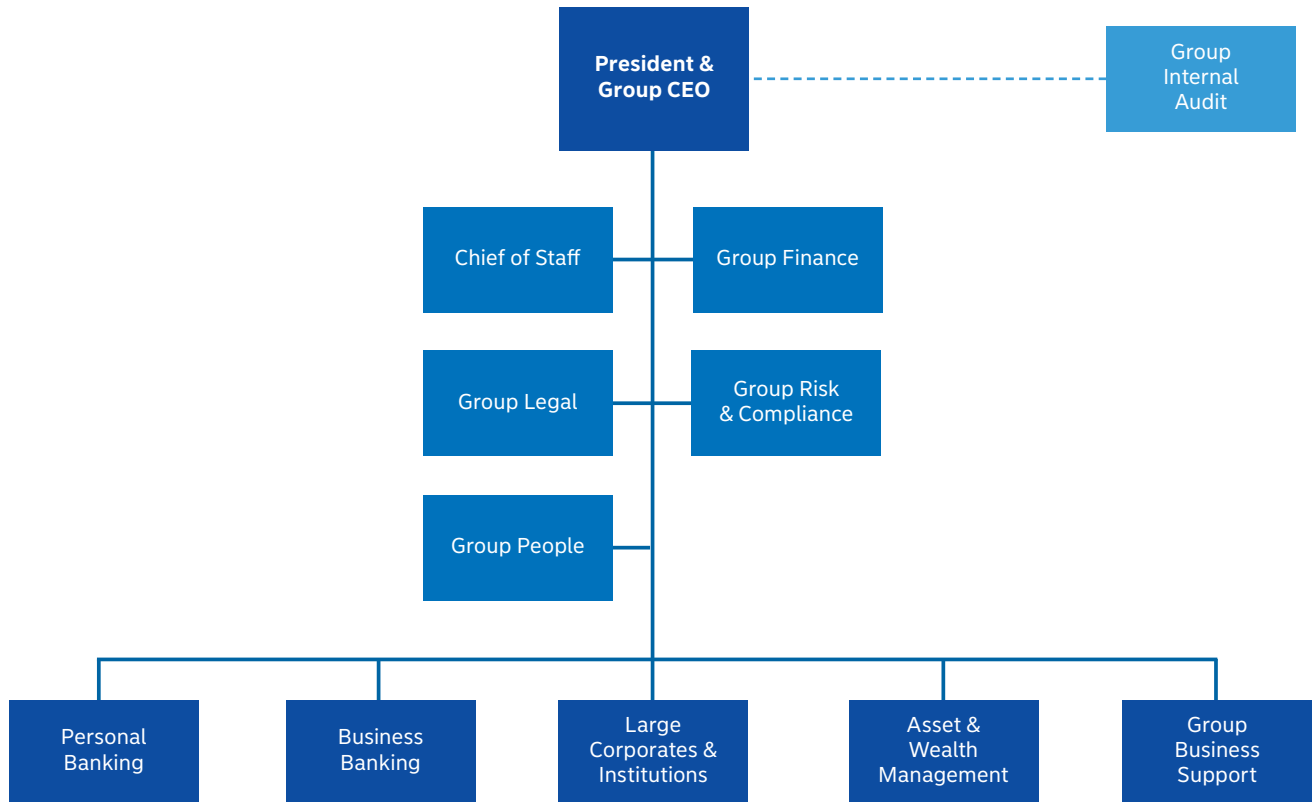 President &
Group CEO
Group
Internal
Audit
Chief of Staff
Group Finance
Group Legal
Group Risk
& Compliance
Group People
Personal
Banking
Business
Banking
Large
Corporates &
Institutions
Asset &
Wealth
Management
Group
Business
Support